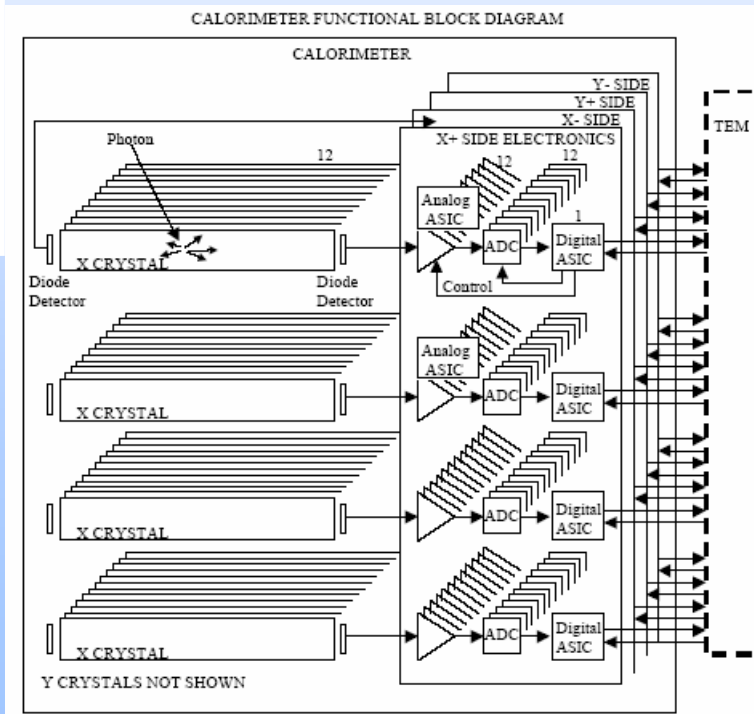 CALORIMETER FUNCTIONAL BLOCK DIAGRAM
CALORIMETER
Y- SIDE
Y+ SIDE
X- SIDE
TEM
X+ SIDE ELECTRONICS
Photon
12
12
12
Analog
ASIC
1
ADC
Digital
ASIC
X CRYSTAL
Diode
Detector
Diode
Detector
Control
Analog
ASIC
ADC
Digital
ASIC
X CRYSTAL
ADC
Digital
ASIC
X CRYSTAL
ADC
Digital
ASIC
X CRYSTAL
Y CRYSTALS NOT SHOWN